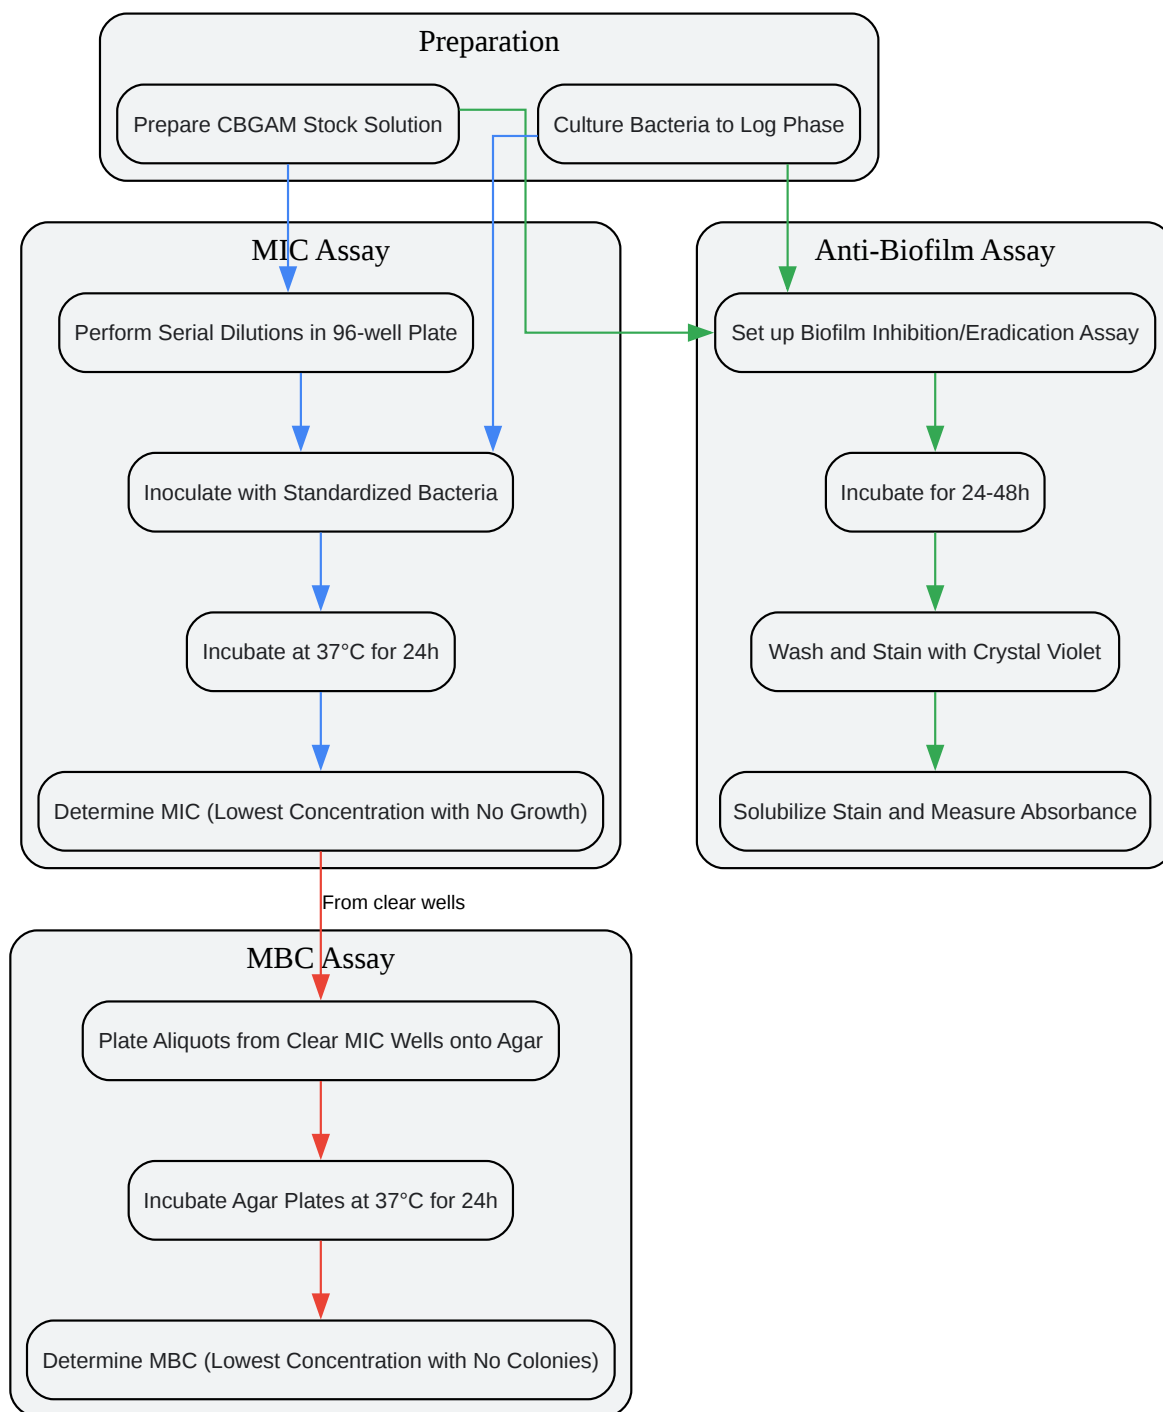 Preparation
Prepare CBGAM Stock Solution
Culture Bacteria to Log Phase
MIC Assay
Perform Serial Dilutions in 96-well Plate
Inoculate with Standardized Bacteria
Incubate at 37°C for 24h
Determine MIC (Lowest Concentration with No Growth)
Anti-Biofilm Assay
Set up Biofilm Inhibition/Eradication Assay
Incubate for 24-48h
Wash and Stain with Crystal Violet
Solubilize Stain and Measure Absorbance
From clear wells
MBC Assay
Plate Aliquots from Clear MIC Wells onto Agar
Incubate Agar Plates at 37°C for 24h
Determine MBC (Lowest Concentration with No Colonies)